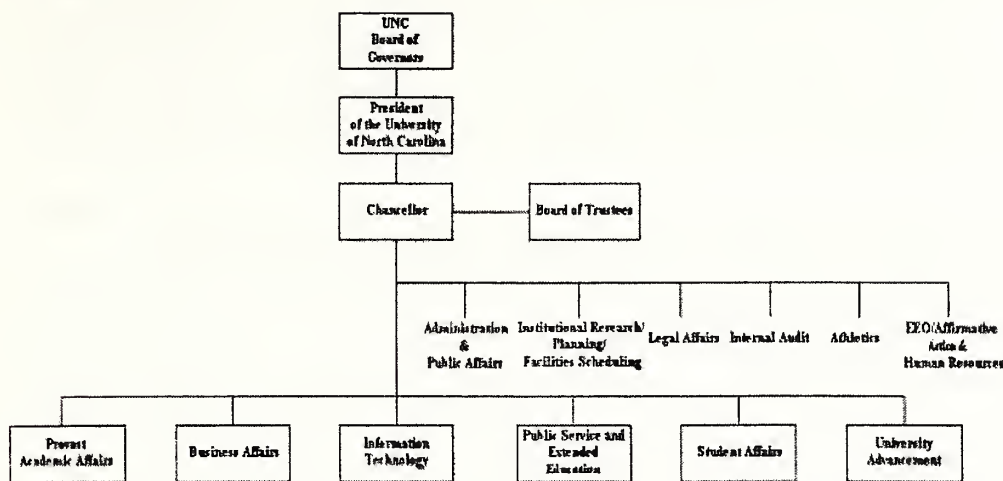 UNC
Board of
Governors
President
of the University
of North Carolina
Chancellor
Board of Trustees
Administration
&
Public Affairs
Institutional Research/
Planning/
Facilities Scheduling
Legal Affairs
Internal Audit
Athletics
EEO/Affirmative
Action &
Human Resources
Provost
Academic Affairs
Business Affairs
Information
Technology
Public Service and
Extended
Education
Student Affairs
University
Advancement